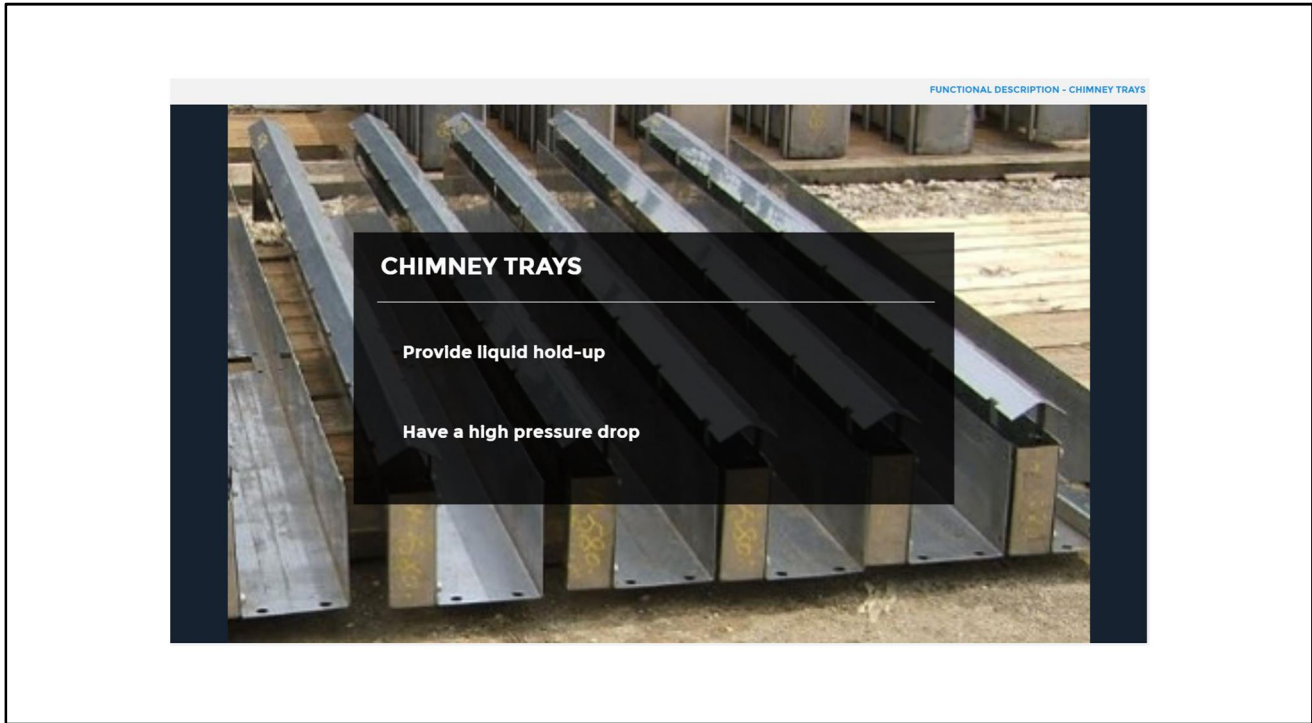 FUNCTIONAL DESCRIPTION - CHIMNEY TRAYS
CHIMNEY TRAYS
Provide liquid hold-up
Have a high pressure drop